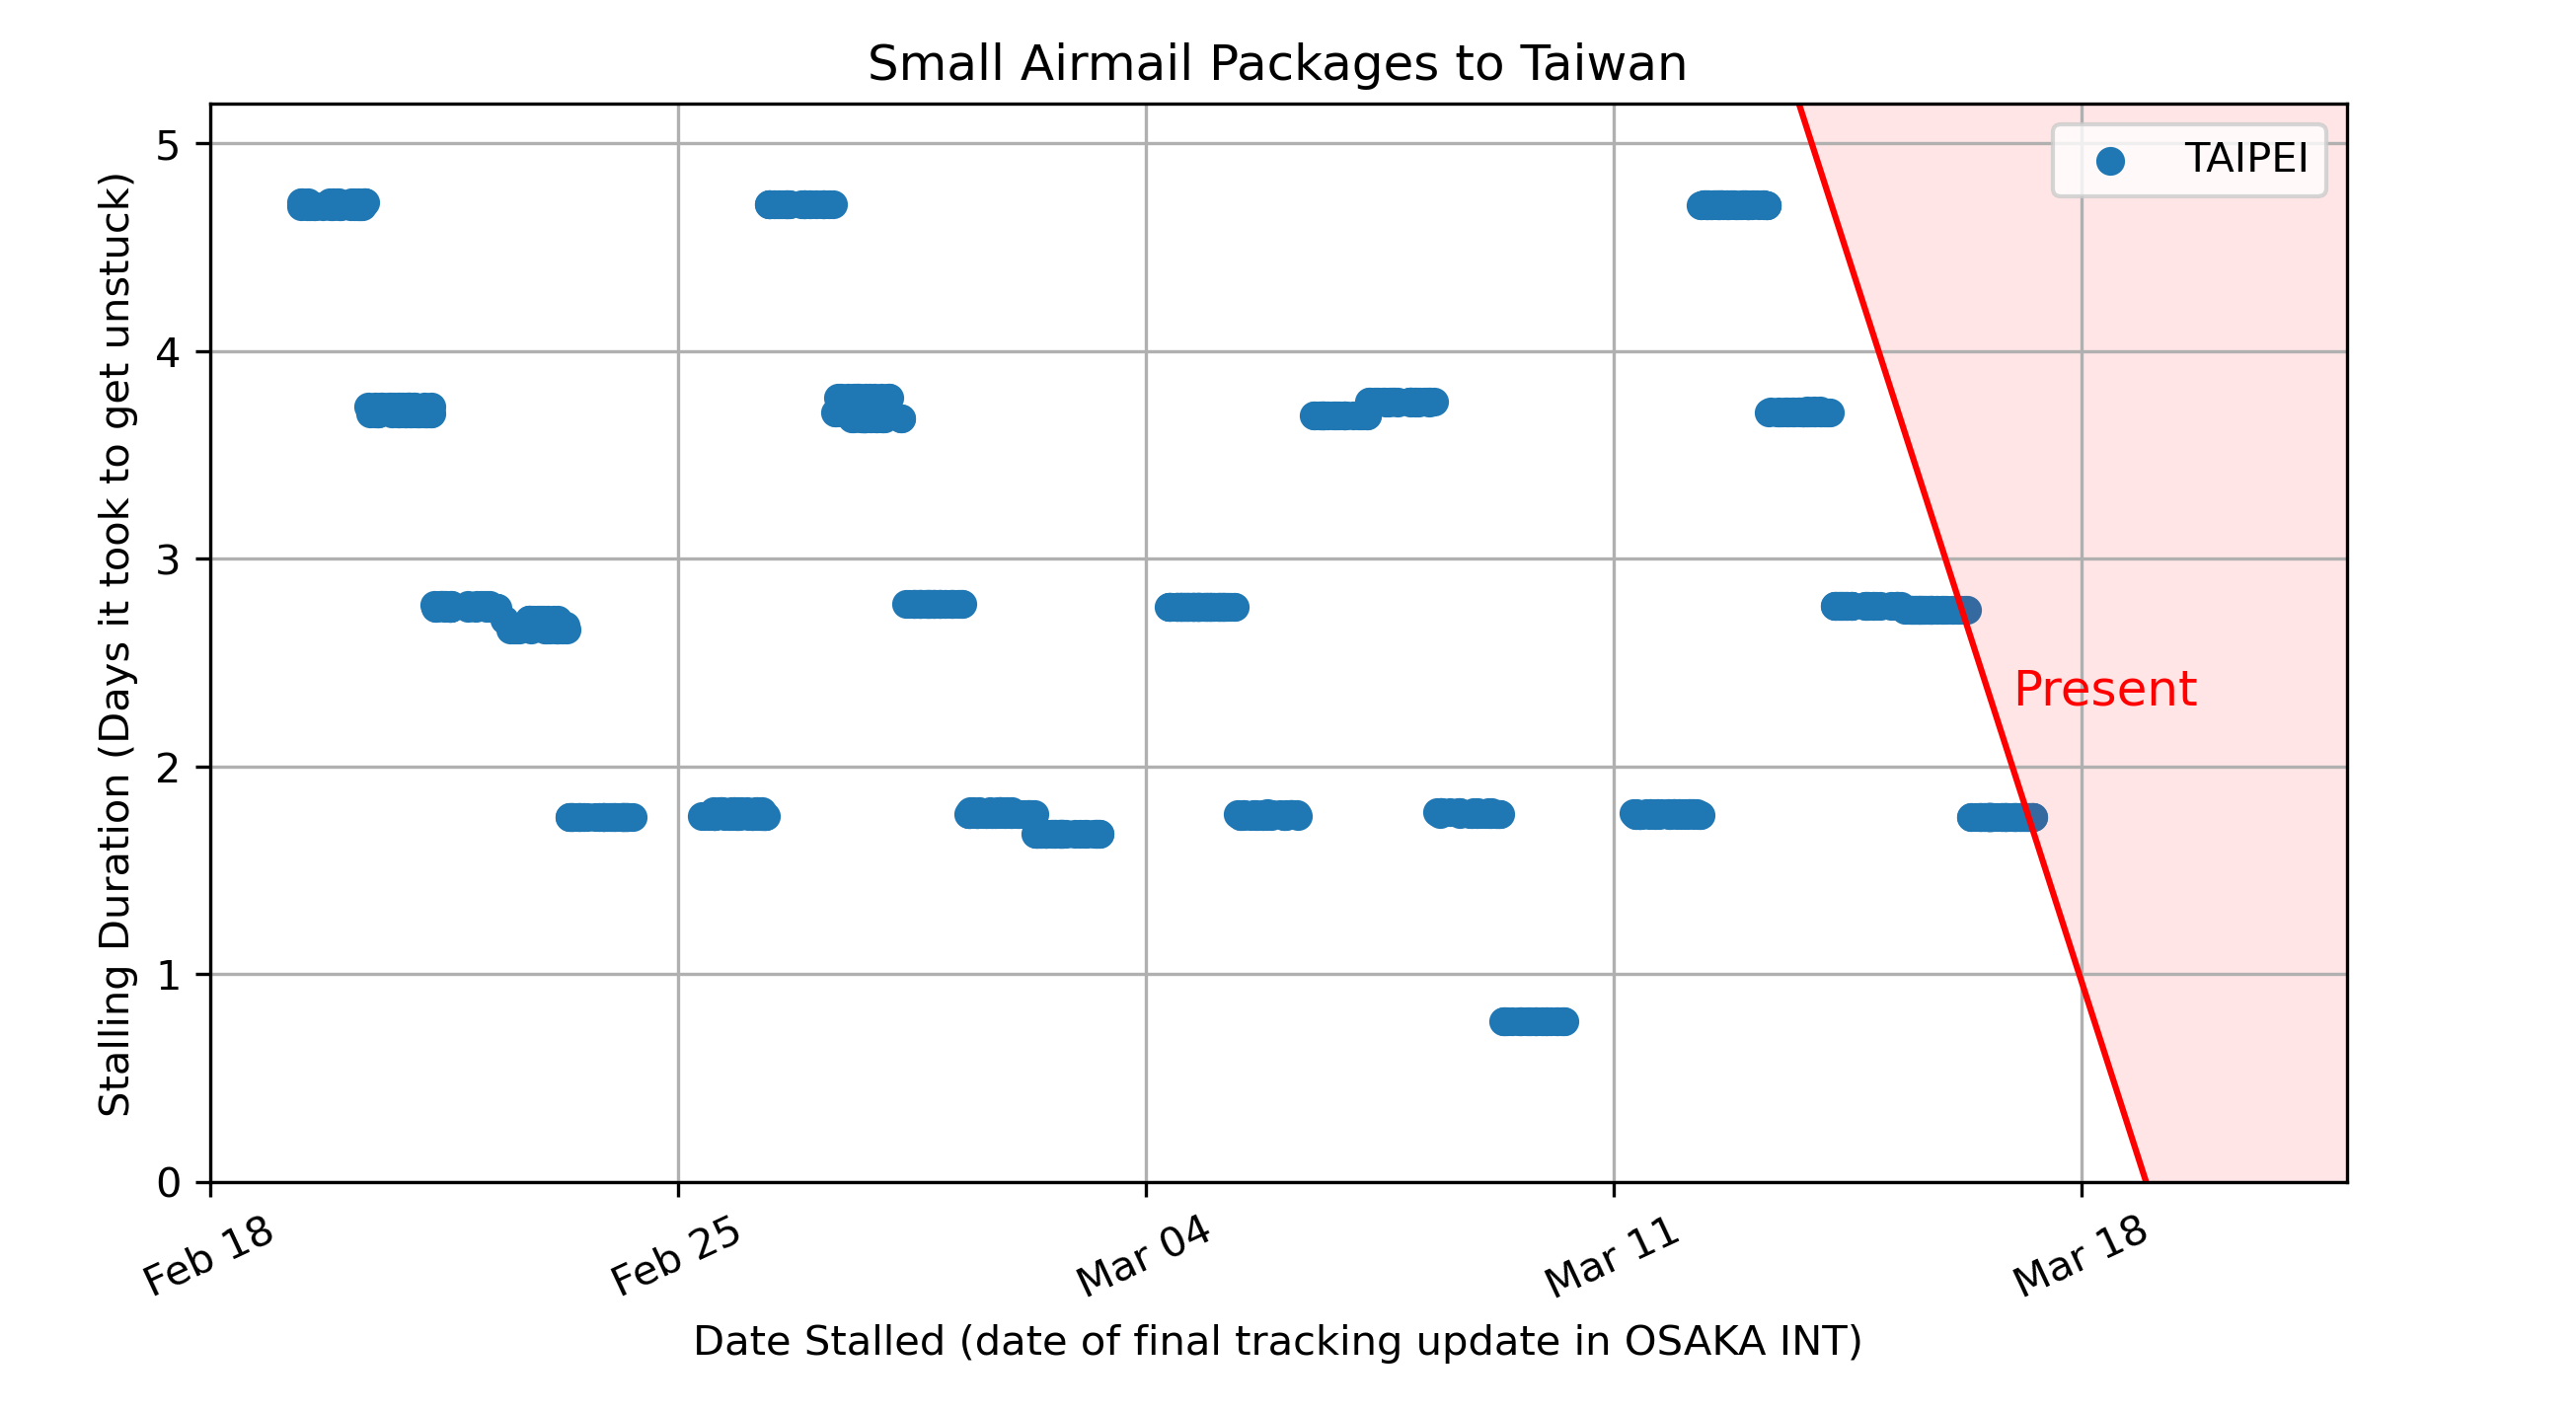 Small Airmail Packages to Taiwan
Stalling Duration (Days it took to get unstuck)
5
4
3
2
1
0
TAIPEI
Present
Feb 18
Feb 25
Mar 04
Mar 11
Mar 18
Date Stalled (date of final tracking update in OSAKA INT)